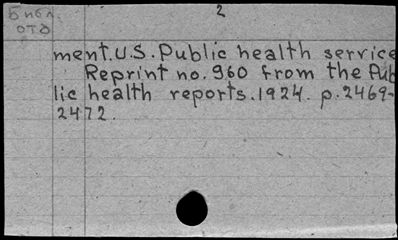 Библ.
отд
2
ment.U.S. Public health service
Reprint no. 960 from the Pub
lic health reports. 1924. p.2469-
2472.